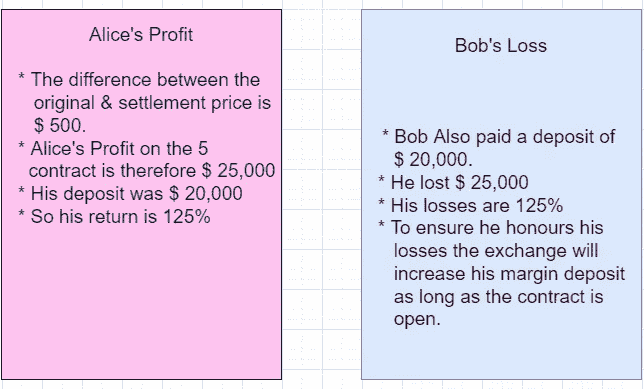 Alice's Profit
* The difference between the
original & settlement price is
$ 500.
* Alice's Profit on the 5
contract is therefore $ 25,000
* His deposit was $ 20,000
* So his return is 125%
Bob's Loss
* Bob Also paid a deposit of
$ 20,000.
* He lost $ 25,000
* His losses are 125%
* To ensure he honours his
losses the exchange will
increase his margin deposit
as long as the contract is
open.